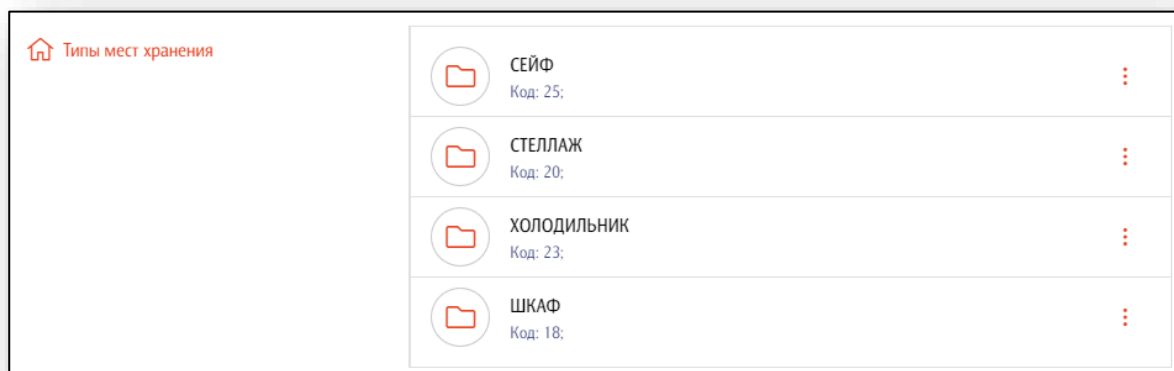 Типы мест хранения
СЕЙФ
Код: 25;
СТЕЛЛАЖ
Код: 20;
ХОЛОДИЛЬНИК
Код: 23;
ШКАФ
Код: 18;